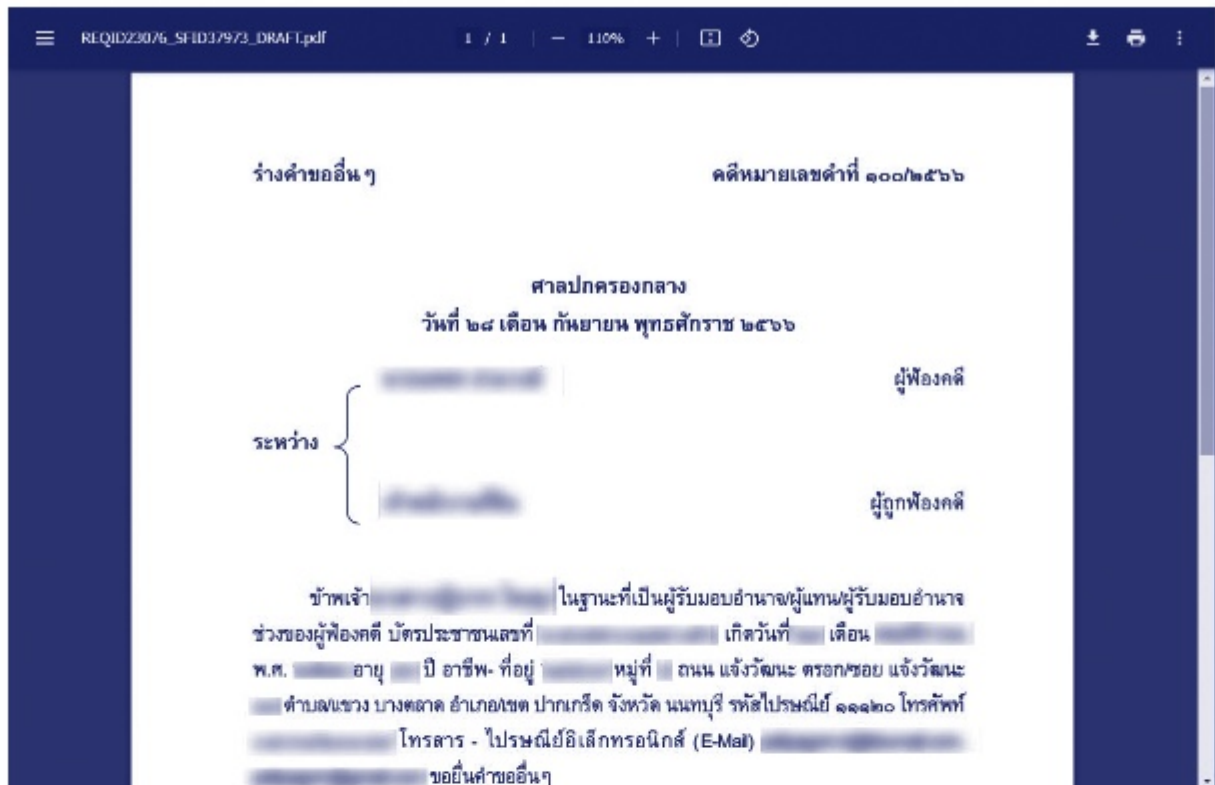 REQID23076_SFID37973_DRAFT.pdf 1 / 1 | — 110% + |
ร่างคำขออื่นๆ คดีหมายเลขดำที่ ๑๐๐/๒๕๖๖
ศาลปกครองกลาง
วันที่ ๒๘ เดือน กันยายน พุทธศักราช ๒๕๖๖
ผู้ฟ้องคดี
ระหว่าง
ผู้ถูกฟ้องคดี
ข้าพเจ้า ในฐานะที่เป็นผู้รับมอบอำนาจ/ผู้แทน/ผู้รับมอบอำนาจ
ช่วงของผู้ฟ้องคดี บัตรประชาชนเลขที่ เกิดวันที่ เดือน
พ.ศ. อายุ ปี อาชีพ- ที่อยู่ หมู่ที่ ถนน แจ้งวัฒนะ ตรอก/ซอย แจ้งวัฒนะ
ตำบล/แขวง บางตลาด อำเภอ/เขต ปากเกร็ด จังหวัด นนทบุรี รหัสไปรษณีย์ ๑๑๑๒๐ โทรศัพท์
โทรสาร - ไปรษณีย์อิเล็กทรอนิกส์ (E-Mail)
ขอยื่นคำขออื่นๆ